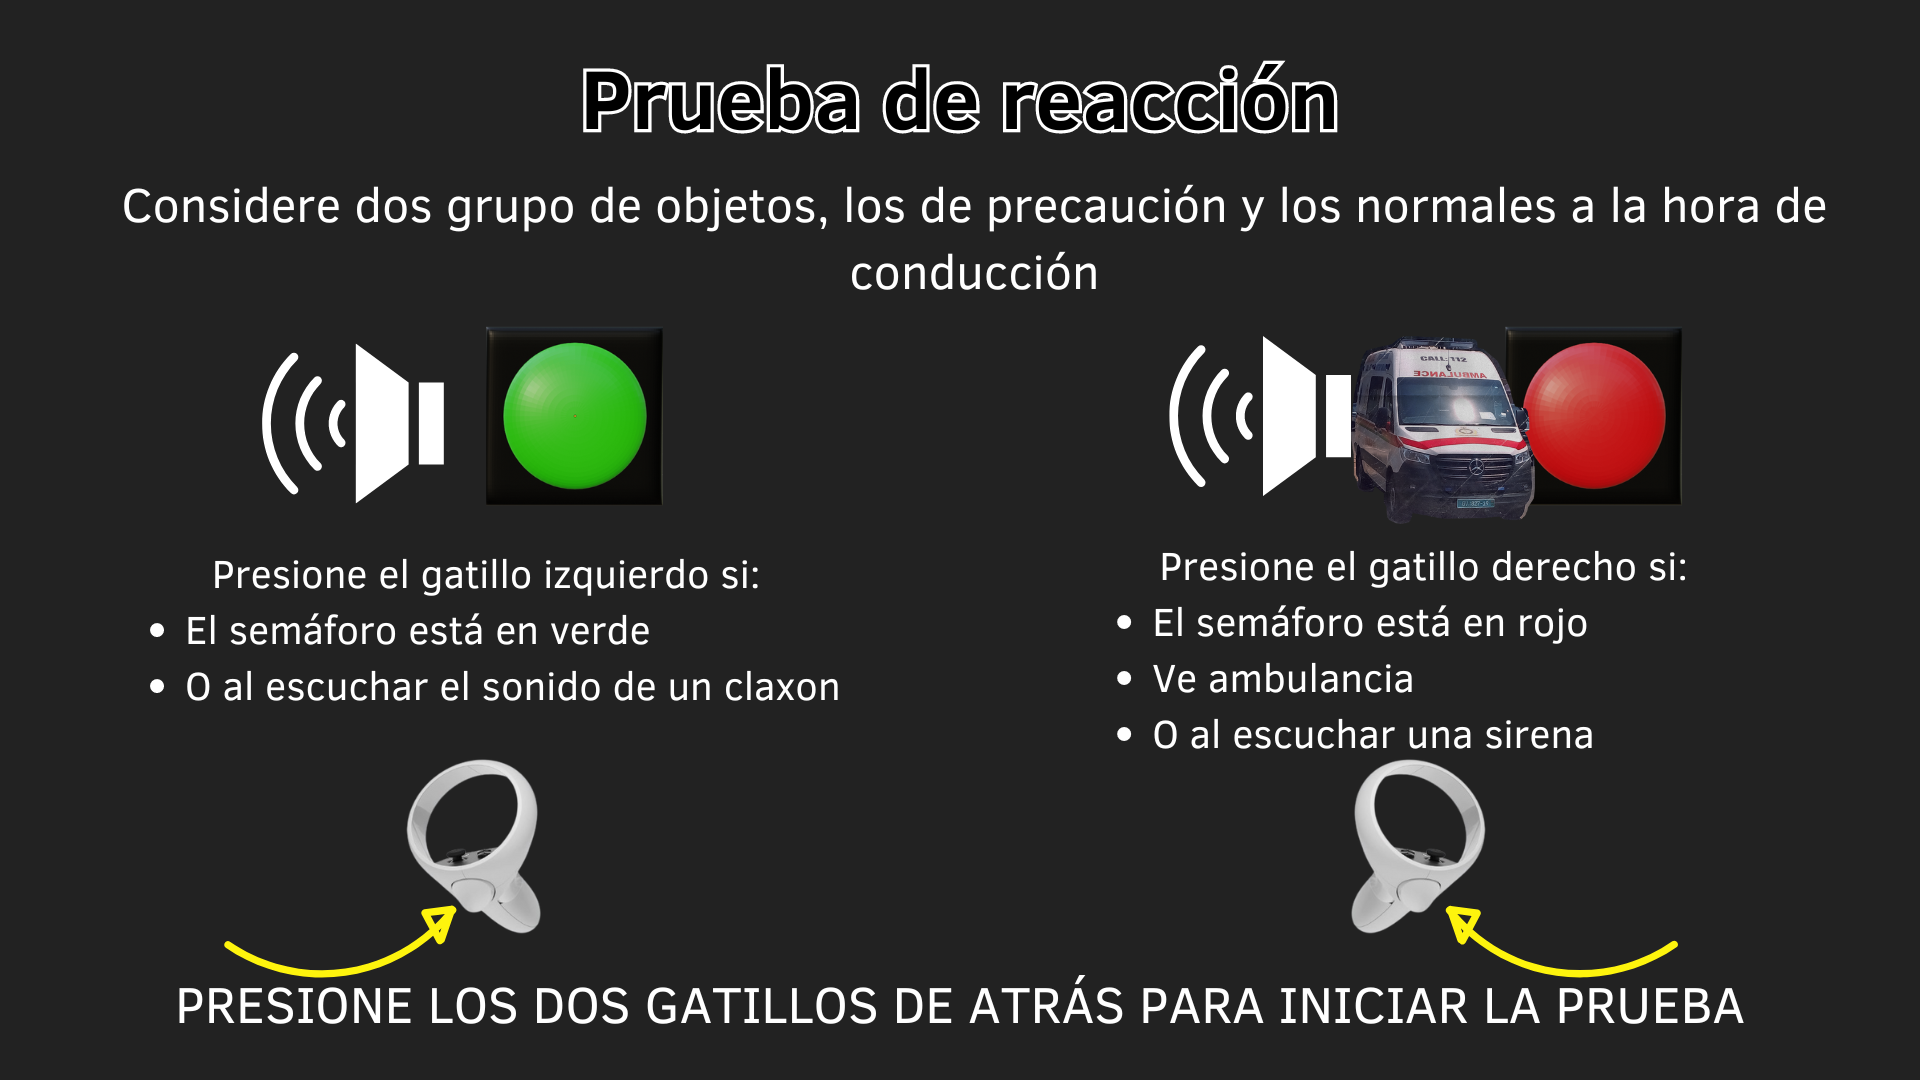 Prueba de reacción
Considere dos grupo de objetos, los de precaución y los normales a la hora de
conducción
CALL: 112
AMBULANCE
Presione el gatillo izquierdo si:
• El semáforo está en verde
• O al escuchar el sonido de un claxon
Presione el gatillo derecho si:
• El semáforo está en rojo
• Ve ambulancia
• O al escuchar una sirena
PRESIONE LOS DOS GATILLOS DE ATRÁS PARA INICIAR LA PRUEBA